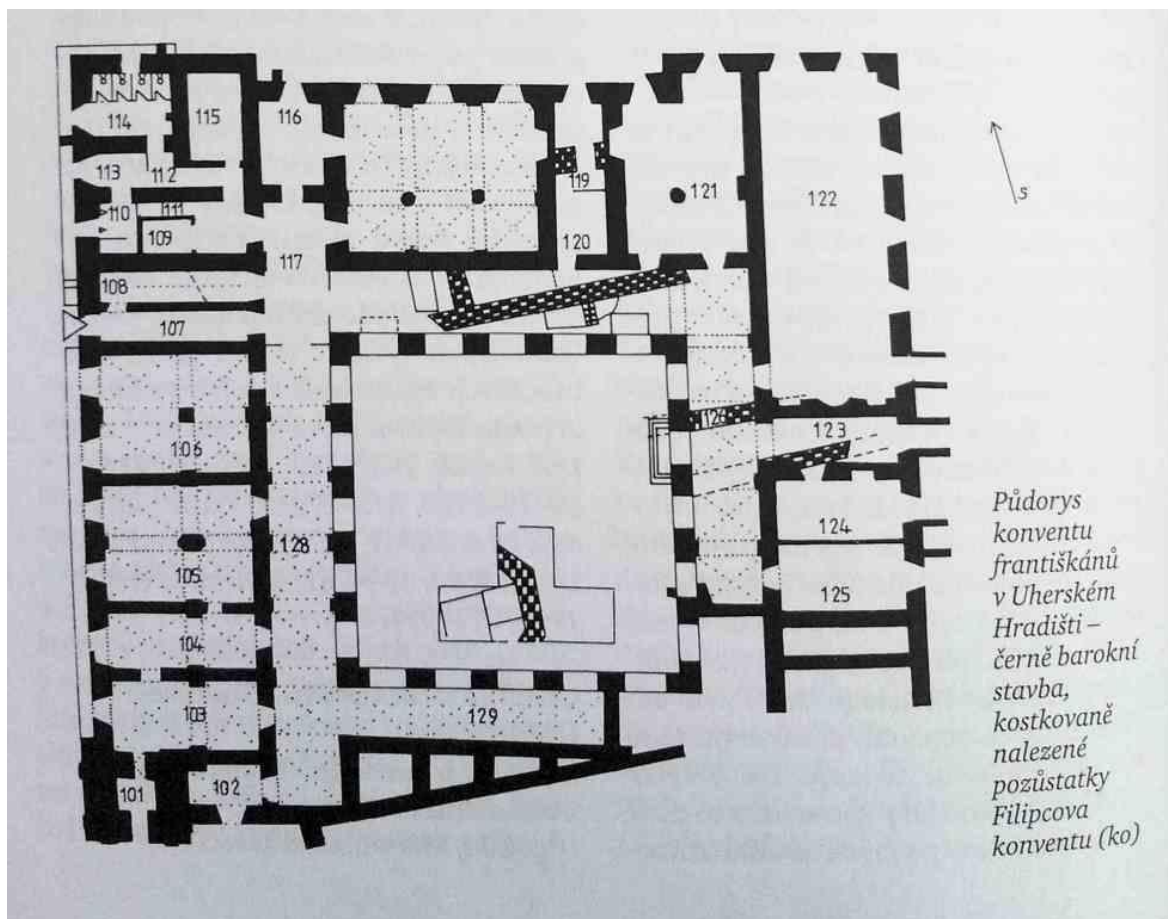 114
115
116
113
112
110
111
109
119
121
122
120
108
117
107
S
106
126
123
128
105
124
125
104
103
129
101
102
Půdorys
konventu
františkánů
v Uherském
Hradišti –
černě barokní
stavba,
kostkovaně
nalezené
pozůstatky
Filipcova
konventu (ko)